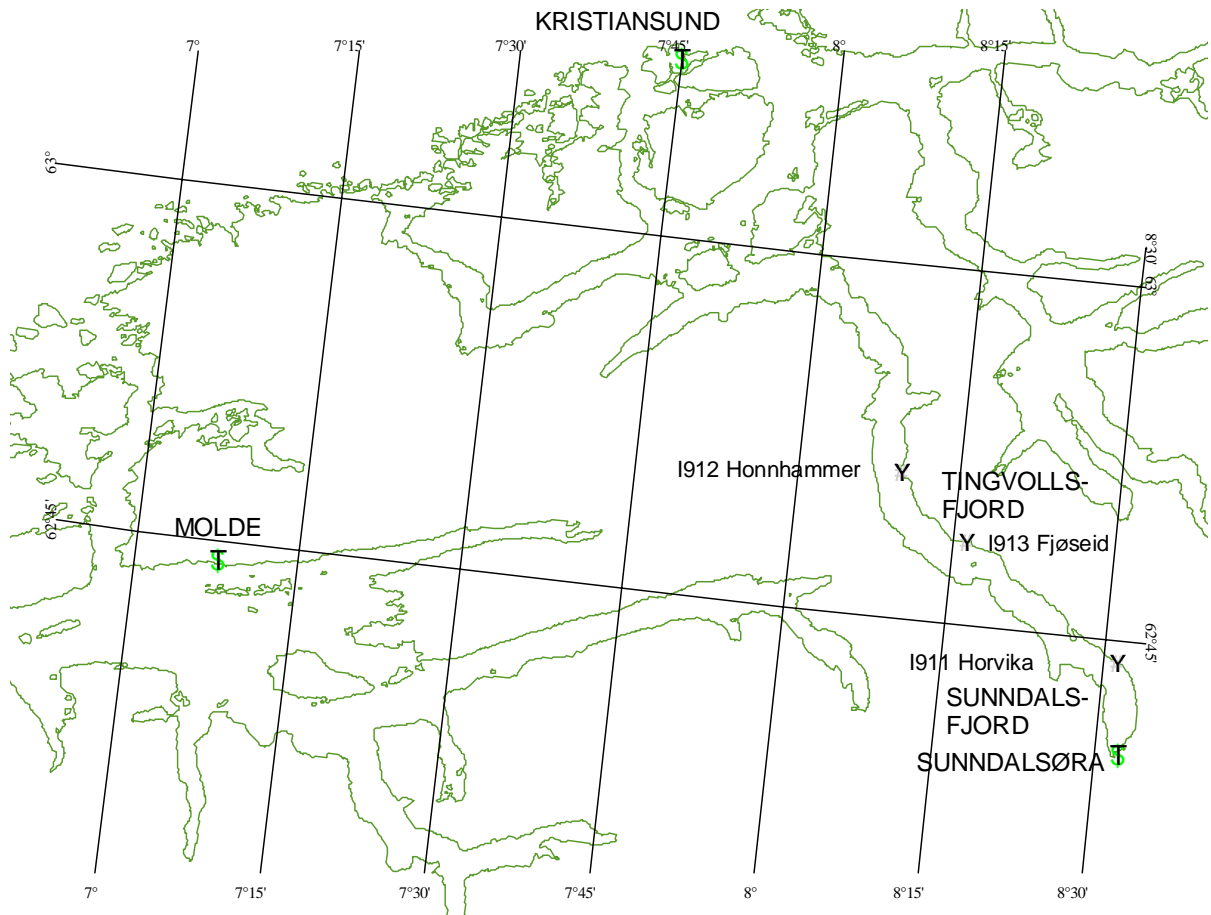 KRISTIANSUND
7° 7°15' 7°30' 7°45' 8° 8°15'
T
S
63°
8°30'
63°
I912 Honnhammer Y
TINGVOLLS-
FJORD
62°45'
MOLDE
T
S
Y I913 Fjøseid
62°45'
I911 Horvika Y
SUNNDALS-
FJORD
SUNNDALSØRA T
S
7° 7°15' 7°30' 7°45' 8° 8°15' 8°30'